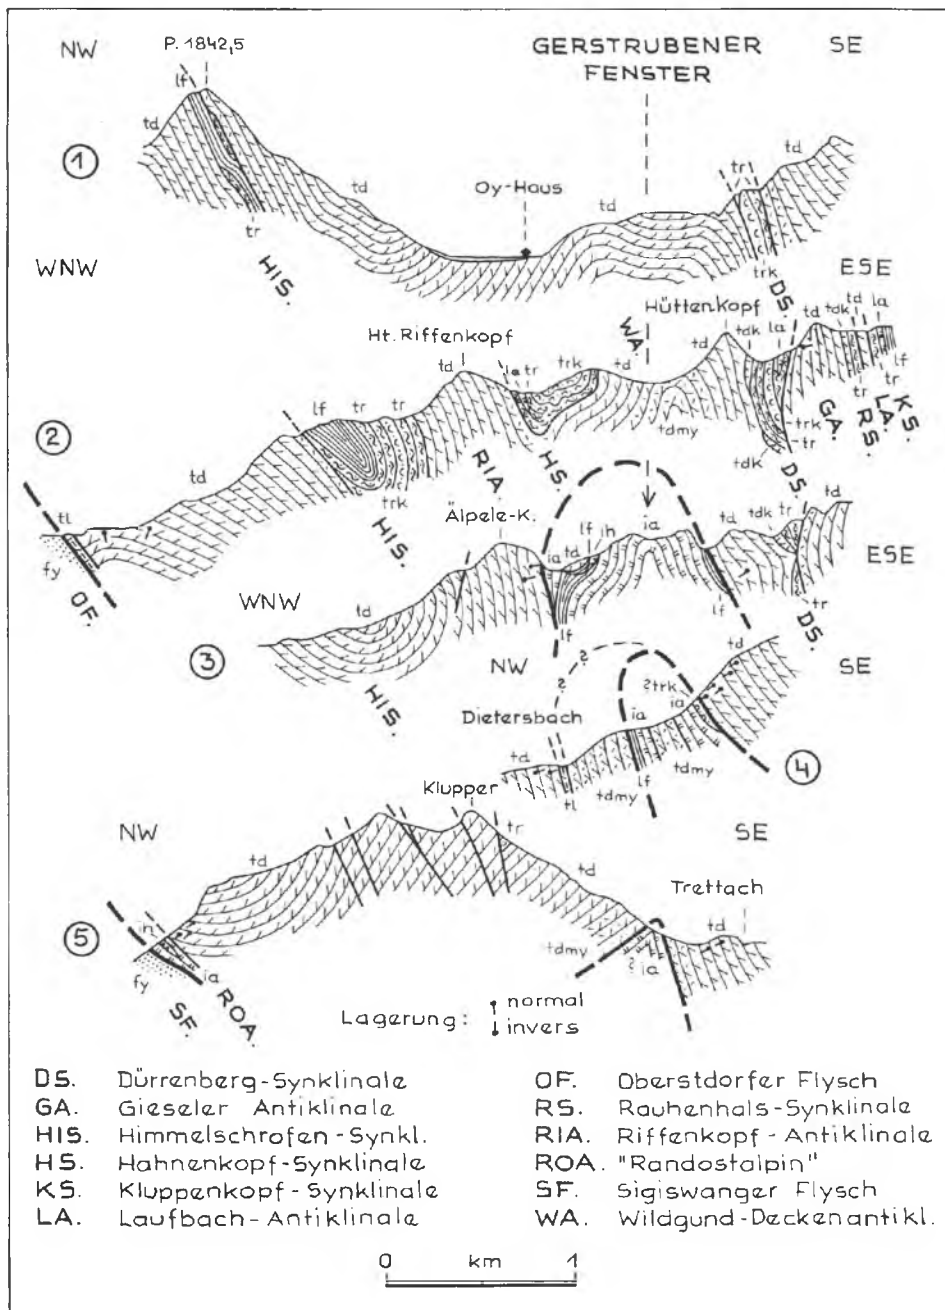 NW
P. 1842,5
GERSTRUBENER
FENSTER
SE
lf
td
1
td
Oy-Haus
td
tr
td
tr
HIS.
trk
DS.
WNW
ESE
Ht. Riffenkopf
WA.
Hüttenkopf
td
tr
trk
td
td
tdk
la
td
tdk
td
la
lf
tr
tr
2
td
lf
tr
trk
HIS.
RIA.
HS.
tdmy
tdk
trk
tr
DS.
GA.
tr
RS.
LA.
KS.
tl
fy
OF.
Älpele-K.
ia
td
lf
ih
ia
td
tdk
tr
td
ESE
WNW
td
3
HIS.
lf
lf
tr
DS.
NW
SE
?
?
Dietersbach
?trk
ia
ia
td
td
tl
tdmy
lf
tdmy
4
Klupper
NW
SE
td
tr
td
Trettach
td
5
ih
fy
ia
SF.
ROA.
tdmy
? ia
Lagerung:
normal
invers
DS. Dürrenberg-Synklinale
GA. Gieseler Antiklinale
HIS. Himmelschrofen-Synkl.
HS. Hahnenkopf-Synklinale
KS. Kluppenkopf-Synklinale
LA. Laufbach-Antiklinale
OF. Oberstdorfer Flysch
RS. Rauhenhals-Synklinale
RIA. Riffenkopf-Antiklinale
ROA. "Randostalpin"
SF. Sigiswanger Flysch
WA. Wildgund-Deckenantikl.
0 km 1